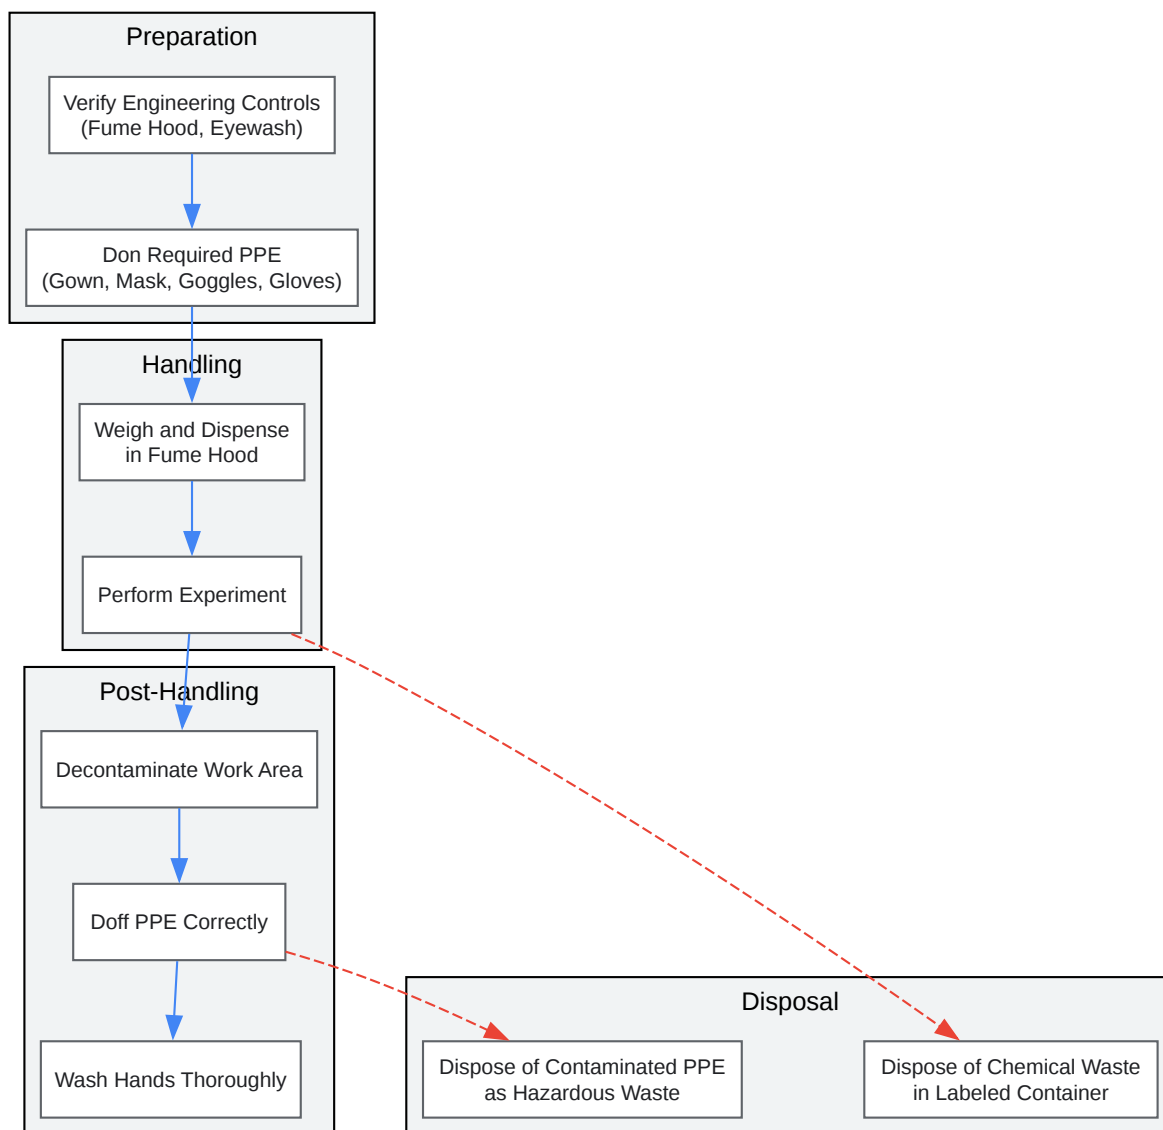 Preparation
Verify Engineering Controls
(Fume Hood, Eyewash)
Don Required PPE
(Gown, Mask, Goggles, Gloves)
Handling
Weigh and Dispense
in Fume Hood
Perform Experiment
Post-Handling
Decontaminate Work Area
Doff PPE Correctly
Wash Hands Thoroughly
Disposal
Dispose of Contaminated PPE
as Hazardous Waste
Dispose of Chemical Waste
in Labeled Container